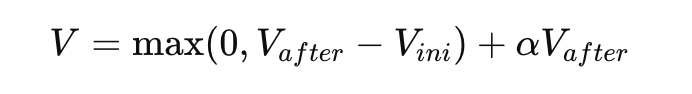 V = max(0, V_{after} − V_{ini}) + αV_{after}